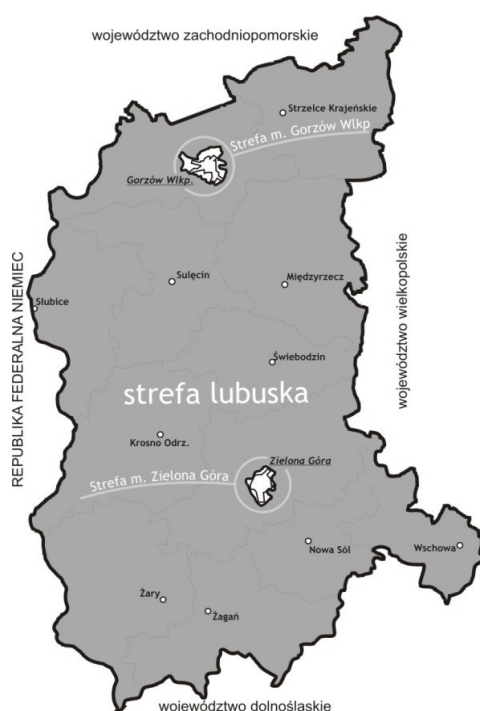 województwo zachodniopomorskie
Strzelce Krajeńskie
Strefa m. Gorzów Wlkp
Gorzów Wlkp.
REPUBLIKA FEDERALNA NIEMIEC
województwo wielkopolskie
Sulęcin
Międzyrzecz
Słubice
Świebodzin
strefa lubuska
Krosno Odrz.
Zielona Góra
Strefa m. Zielona Góra
Nowa Sól
Wschowa
Żary
Żagań
województwo dolnośląskie